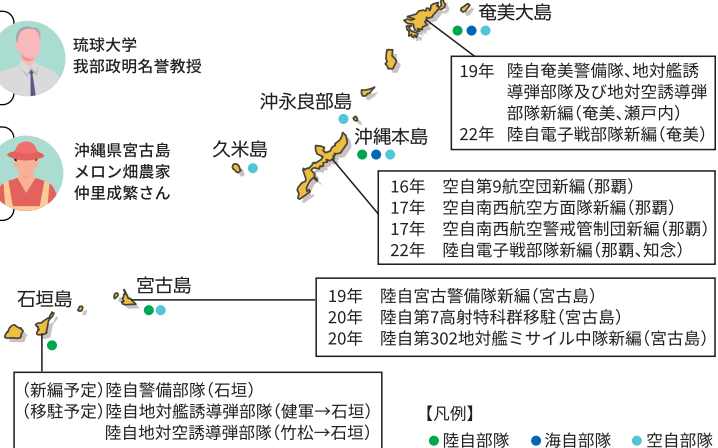 奄美大島
琉球大学
我部政明名誉教授
19年 陸自奄美警備隊、地対艦誘
導弾部隊及び地対空誘導弾
部隊新編（奄美、瀬戸内）
22年 陸自電子戦部隊新編（奄美）
沖永良部島
沖縄本島
久米島
沖縄県宮古島
メロン畑農家
仲里成繁さん
16年 空自第9航空団新編（那覇）
17年 空自南西航空方面隊新編（那覇）
17年 空自南西航空警戒管制団新編（那覇）
22年 陸自電子戦部隊新編（那覇、知念）
宮古島
石垣島
19年 陸自宮古警備隊新編（宮古島）
20年 陸自第7高射特科群移駐（宮古島）
20年 陸自第302地対艦ミサイル中隊新編（宮古島）
（新編予定）陸自警備部隊（石垣）
（移駐予定）陸自地対艦誘導弾部隊（健軍→石垣）
陸自地対空誘導弾部隊（竹松→石垣）
【凡例】
陸自部隊 海自部隊 空自部隊